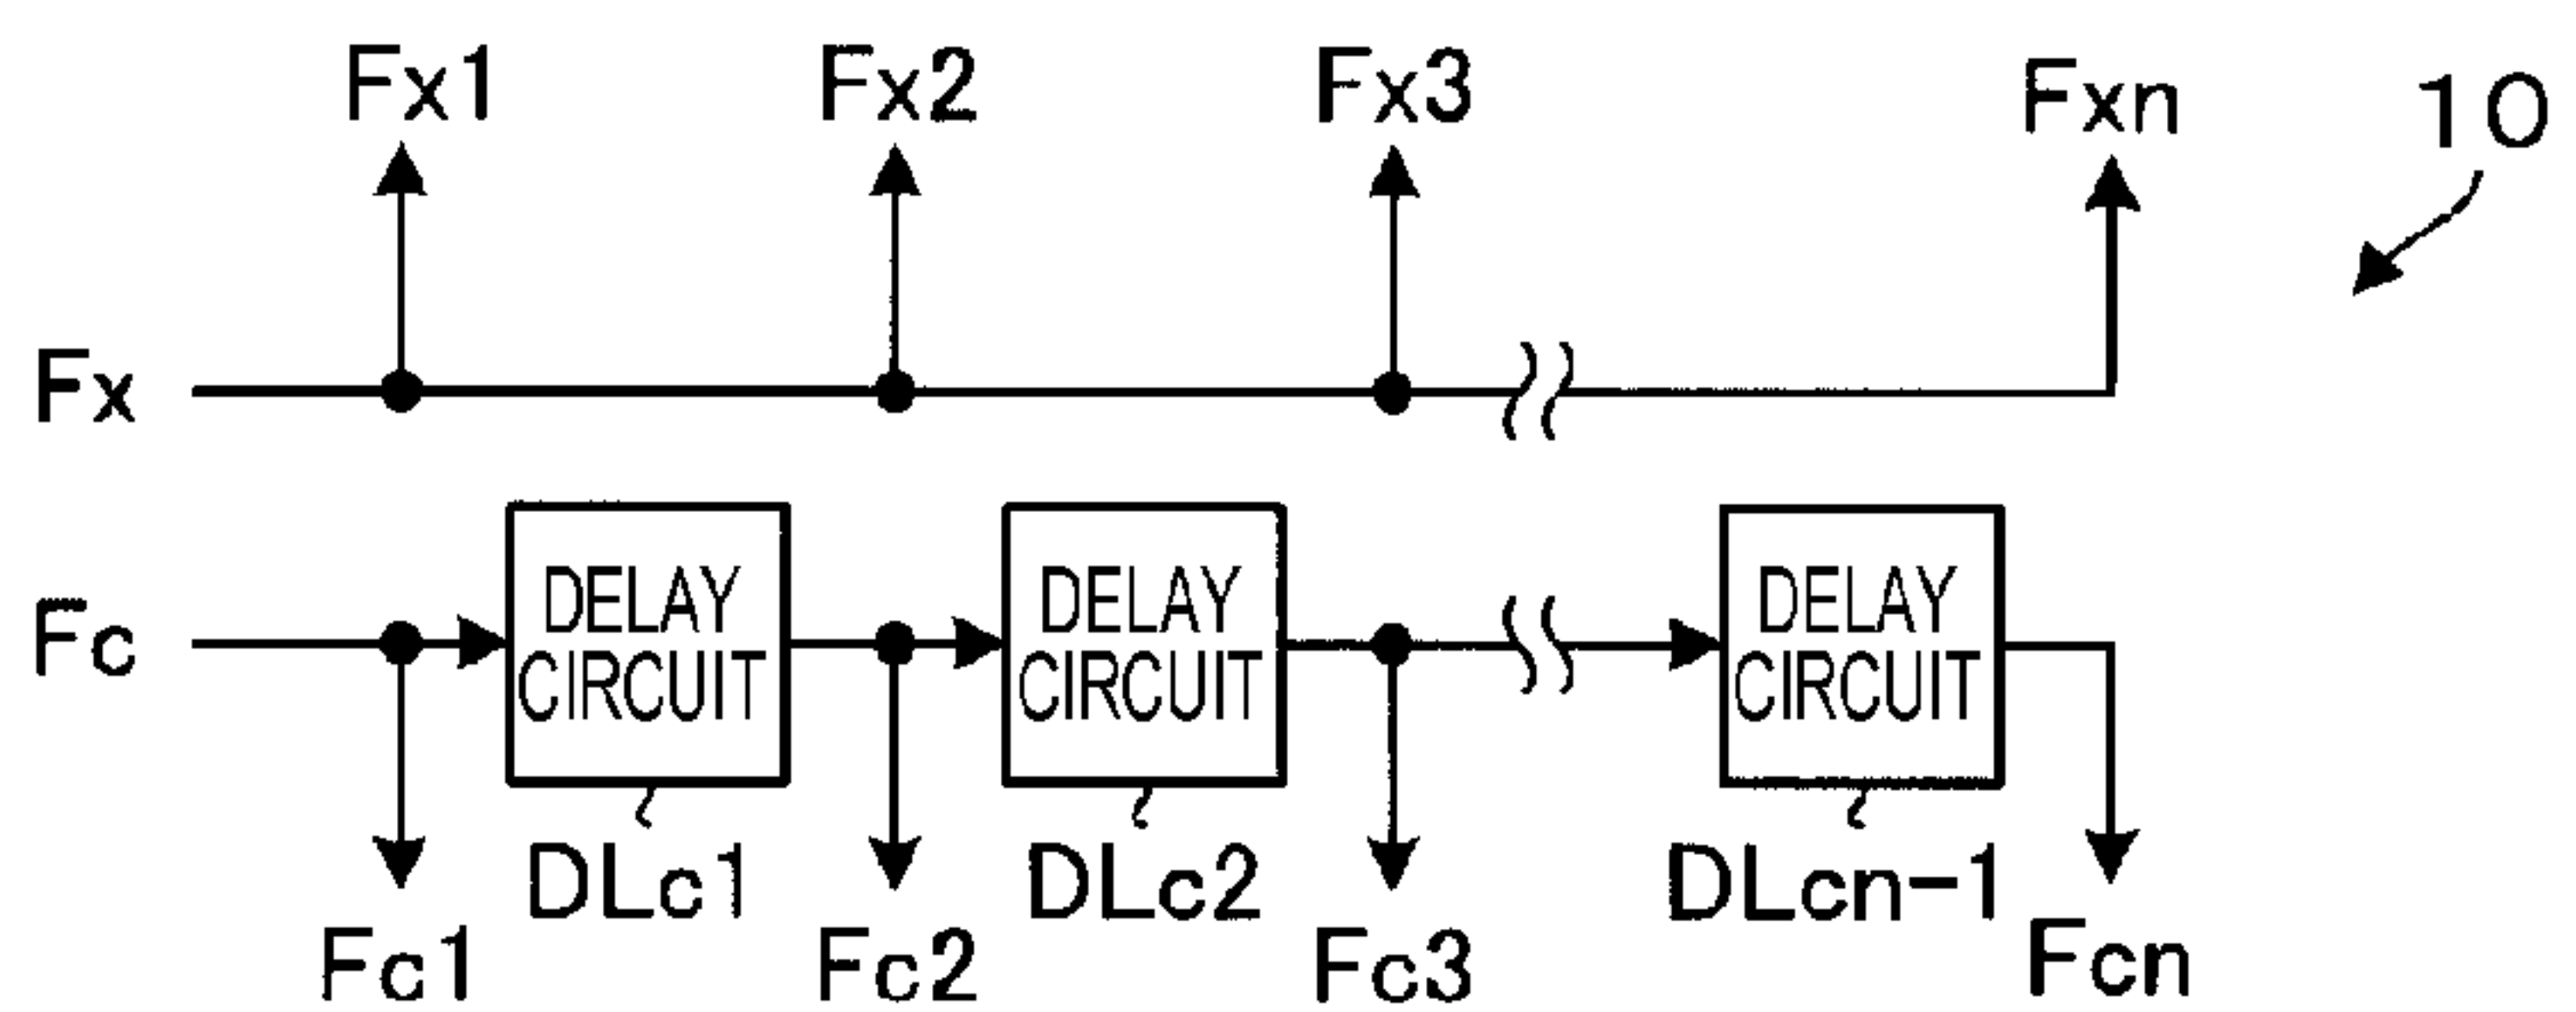 Fx1 Fx2 Fx3 Fxn 10
Fx
Fc
DELAY CIRCUIT
DELAY CIRCUIT
DELAY CIRCUIT
DLc1 DLc2 DLcn-1
Fc1 Fc2 Fc3 Fcn